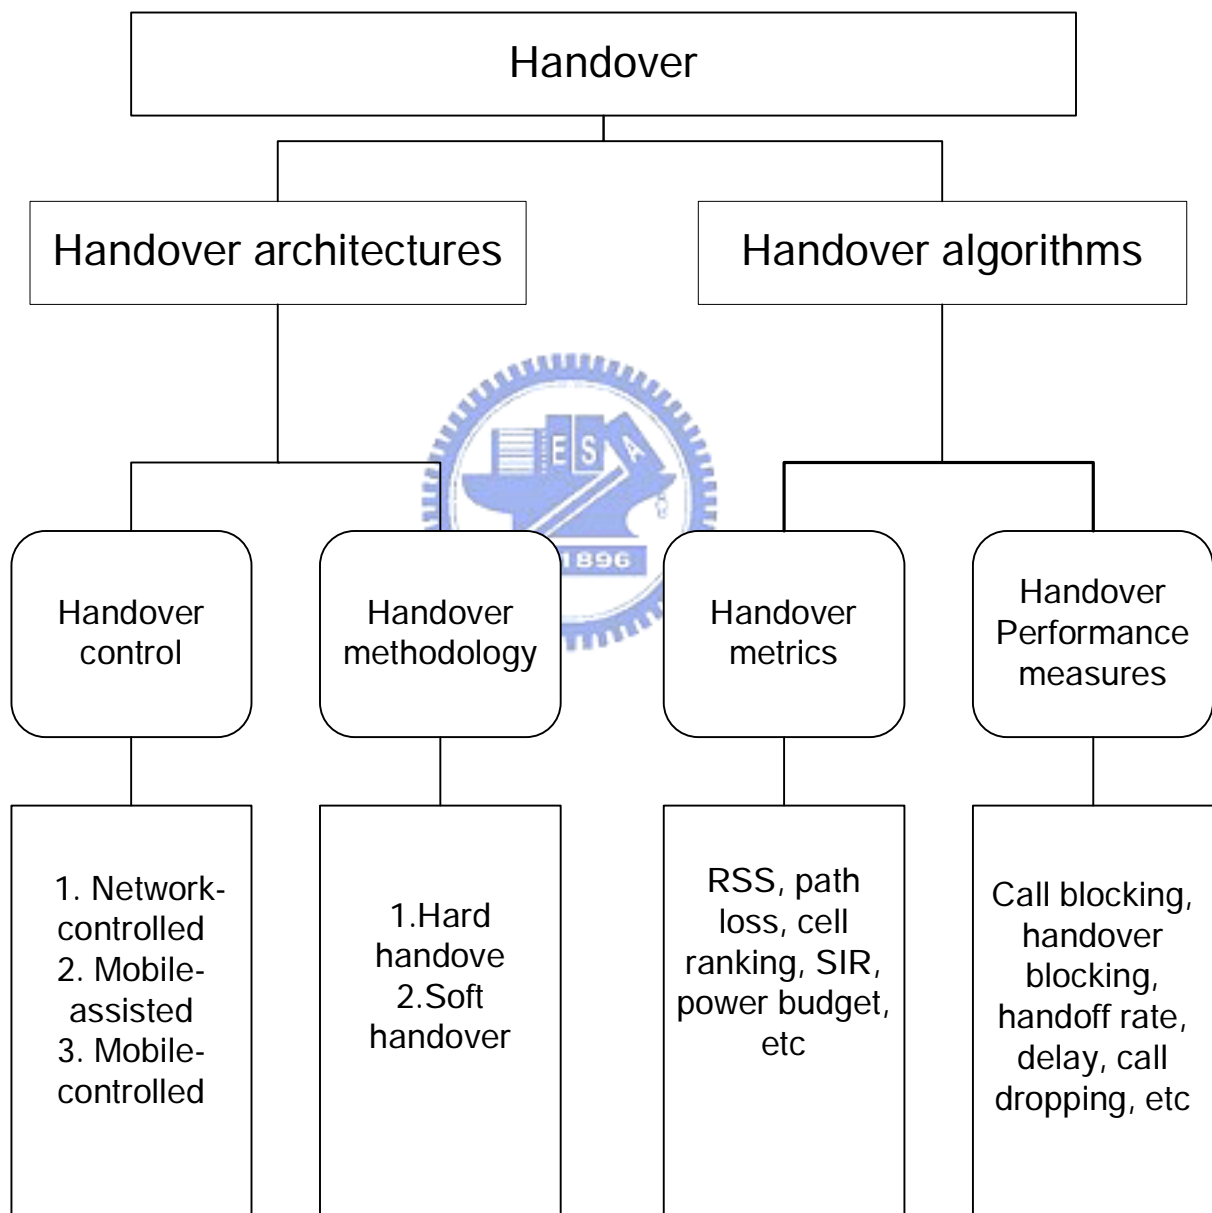 Handover
Handover architectures
Handover algorithms
E S A
1896
Handover
control
Handover
methodology
Handover
metrics
Handover
Performance
measures
1. Network-
controlled
2. Mobile-
assisted
3. Mobile-
controlled
1.Hard
handove
2.Soft
handover
RSS, path
loss, cell
ranking, SIR,
power budget,
etc
Call blocking,
handover
blocking,
handoff rate,
delay, call
dropping, etc